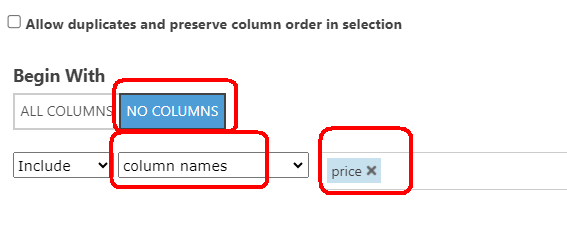 Allow duplicates and preserve column order in selection
Begin With
ALL COLUMNS NO COLUMNS
Include column names price